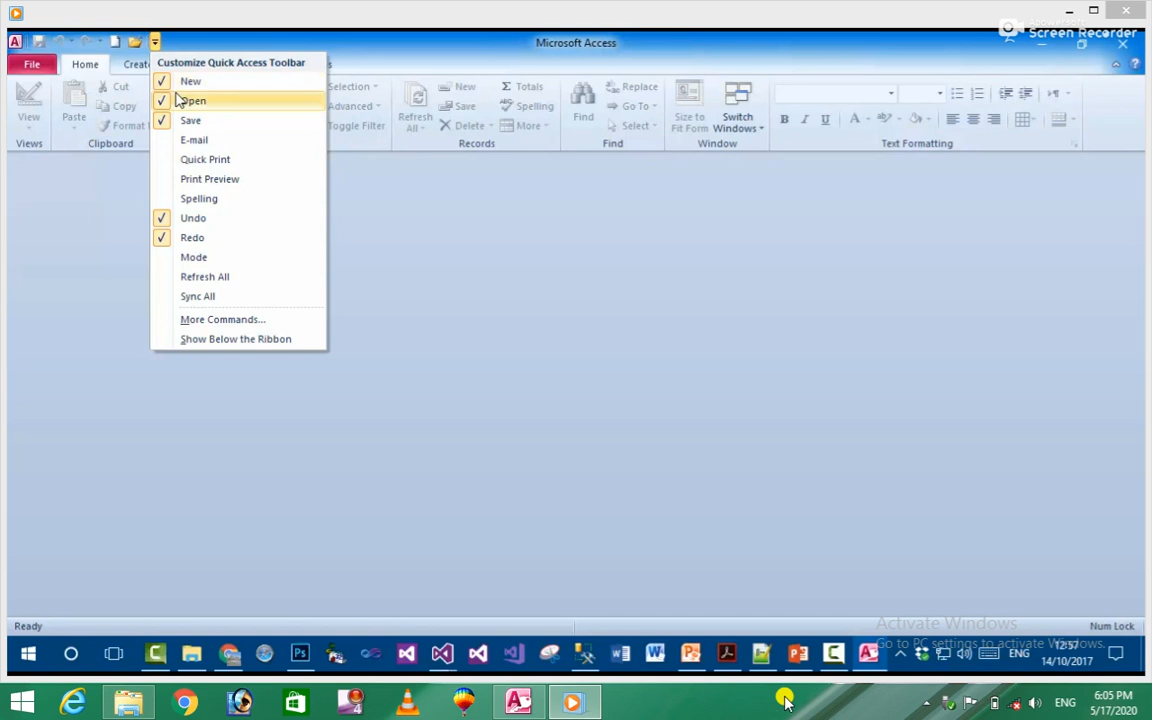 Apowersoft
Screen Recorder
Microsoft Access
File
Home
Creat
s
Customize Quick Access Toolbar
New
Open
Save
E-mail
Quick Print
Print Preview
Spelling
Undo
Redo
Mode
Refresh All
Sync All
More Commands...
Show Below the Ribbon
View
Views
Paste
Cut
Copy
Format
Clipboard
Selection
Advanced
Toggle Filter
Refresh
All
New
Save
Delete
Totals
Spelling
More
Records
Find
Replace
Go To
Select
Find
Size to
Fit Form
Switch
Windows
Window
B I U
A
Text Formatting
Ready
Num Lock
Activate Windows
Go to PC settings to activate Windows.
ENG
12:57
14/10/2017
ENG
6:05 PM
5/17/2020